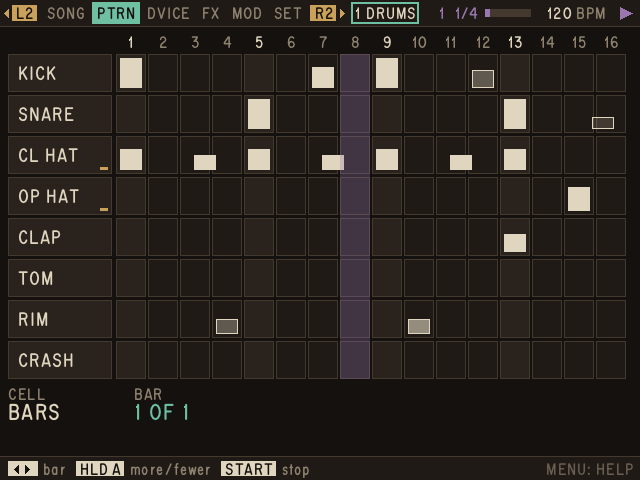 L2 SONG PTRN DVICE FX MOD SET R2 1 DRUMS 1 1/4 120 BPM
1 2 3 4 5 6 7 8 9 10 11 12 13 14 15 16
KICK
SNARE
CL HAT
OP HAT
CLAP
TOM
RIM
CRASH
CELL BAR
BARS 1 OF 1
bar HLD A more/fewer START stop MENU: HELP